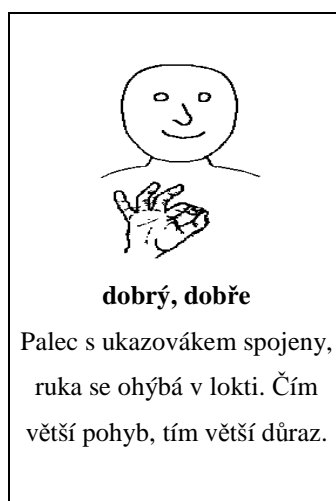 dobrý, dobře
Palec s ukazovákem spojeny,
ruka se ohýbá v lokti. Čím
větší pohyb, tím větší důraz.